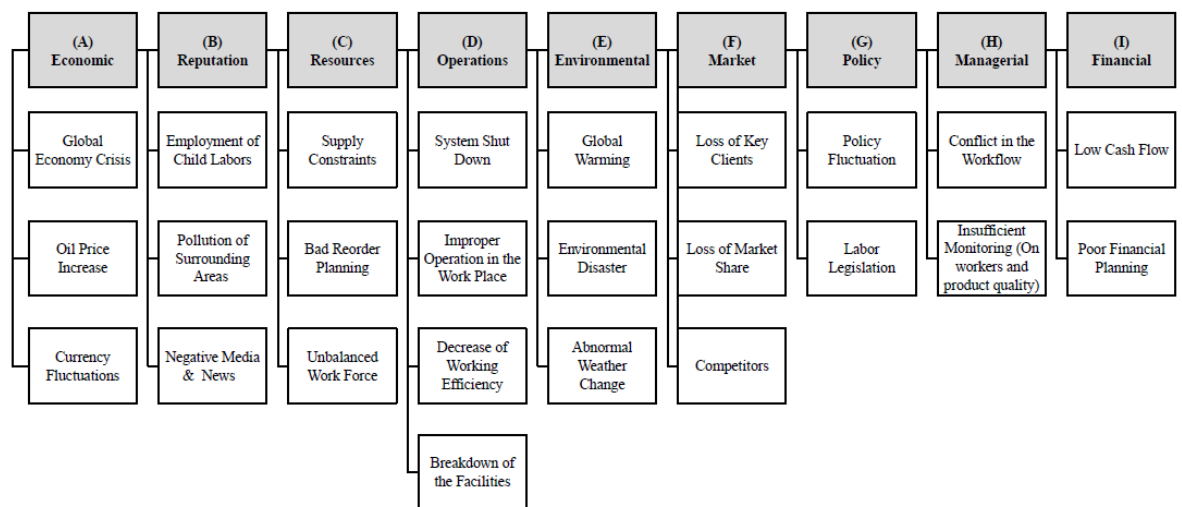 (A)
Economic
(B)
Reputation
(C)
Resources
(D)
Operations
(E)
Environmental
(F)
Market
(G)
Policy
(H)
Managerial
(I)
Financial
Global
Economy Crisis
Employment of
Child Labors
Supply
Constraints
System Shut
Down
Global
Warming
Loss of Key
Clients
Policy
Fluctuation
Conflict in the
Workflow
Low Cash Flow
Oil Price
Increase
Pollution of
Surrounding
Areas
Bad Reorder
Planning
Improper
Operation in the
Work Place
Environmental
Disaster
Loss of Market
Share
Labor
Legislation
Insufficient
Monitoring (On
workers and
product quality)
Poor Financial
Planning
Currency
Fluctuations
Negative Media
& News
Unbalanced
Work Force
Decrease of
Working
Efficiency
Abnormal
Weather
Change
Competitors
Breakdown of
the Facilities